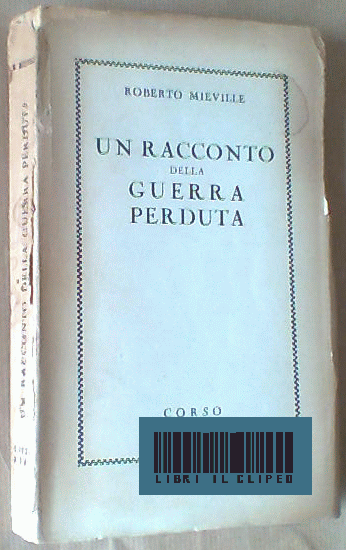 ROBERTO MIEVILLE
UN RACCONTO
DELLA
GUERRA
PERDUTA
CORSO
LIBRI IL CLIPEO
UN RACCONTO DELLA GUERRA PERDUTA